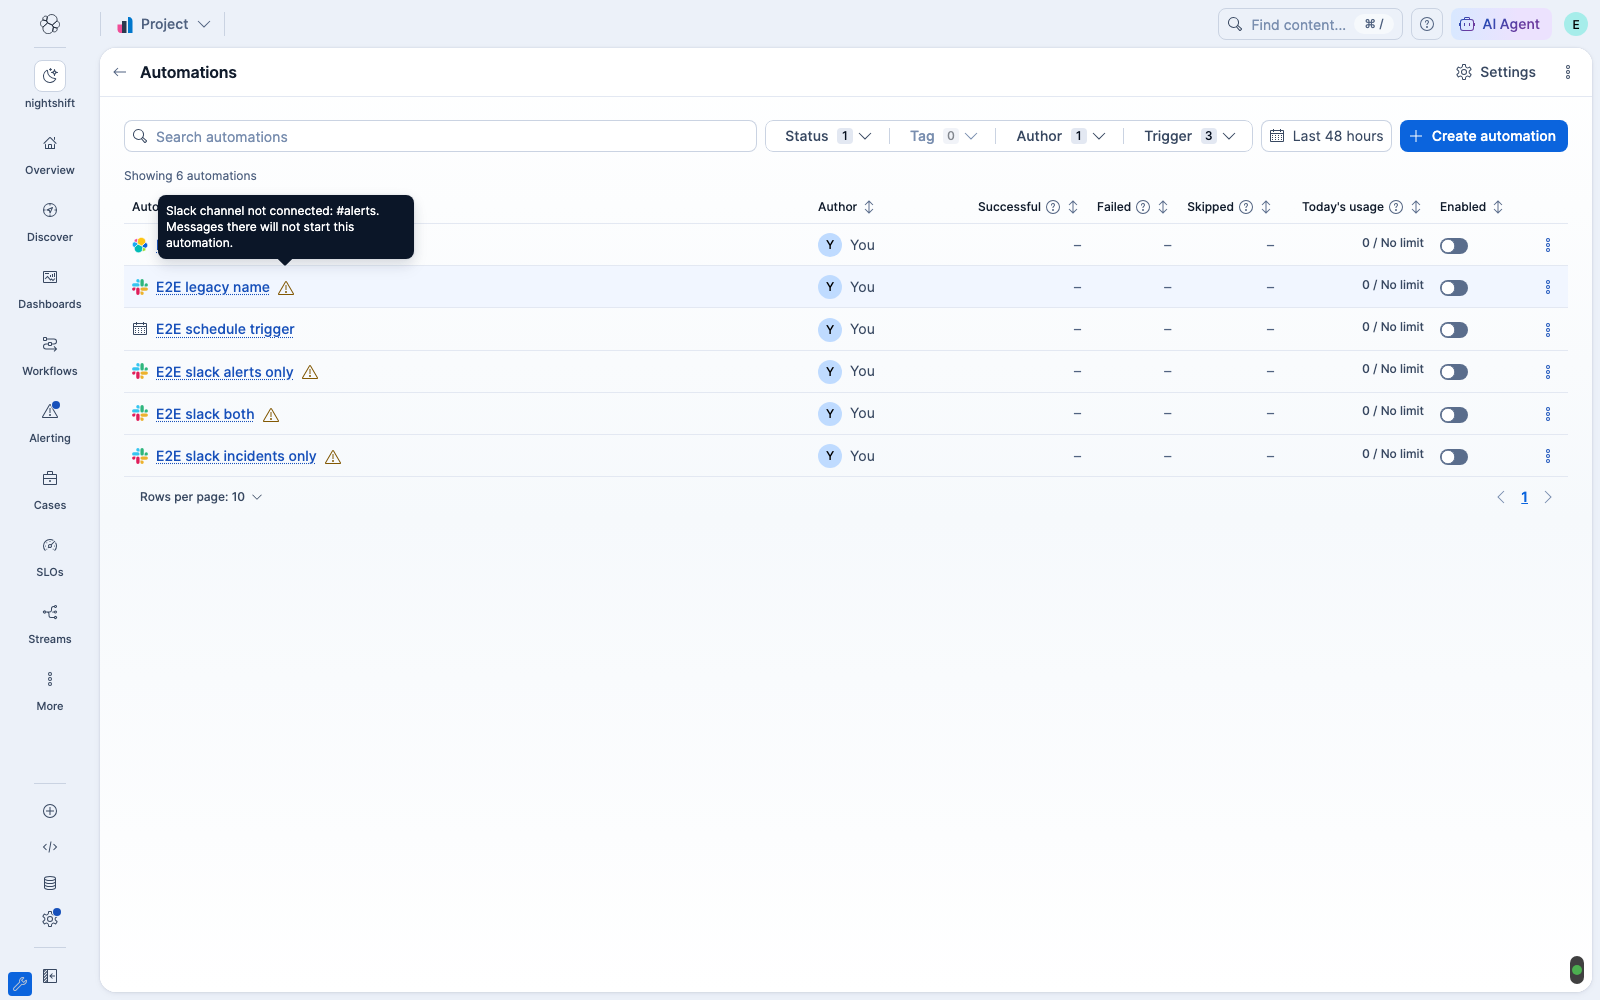 Project
Find content...
⌘ /
AI Agent
E
nightshift
Overview
Discover
Dashboards
Workflows
Alerting
Cases
SLOs
Streams
More
Automations
Settings
Search automations
Status 1
Tag 0
Author 1
Trigger 3
Last 48 hours
Create automation
Showing 6 automations
Slack channel not connected: #alerts.
Messages there will not start this
automation.
Author
Successful
Failed
Skipped
Today's usage
Enabled
Y You – – – 0 / No limit
E2E legacy name Y You – – – 0 / No limit
E2E schedule trigger Y You – – – 0 / No limit
E2E slack alerts only Y You – – – 0 / No limit
E2E slack both Y You – – – 0 / No limit
E2E slack incidents only Y You – – – 0 / No limit
Rows per page: 10
1